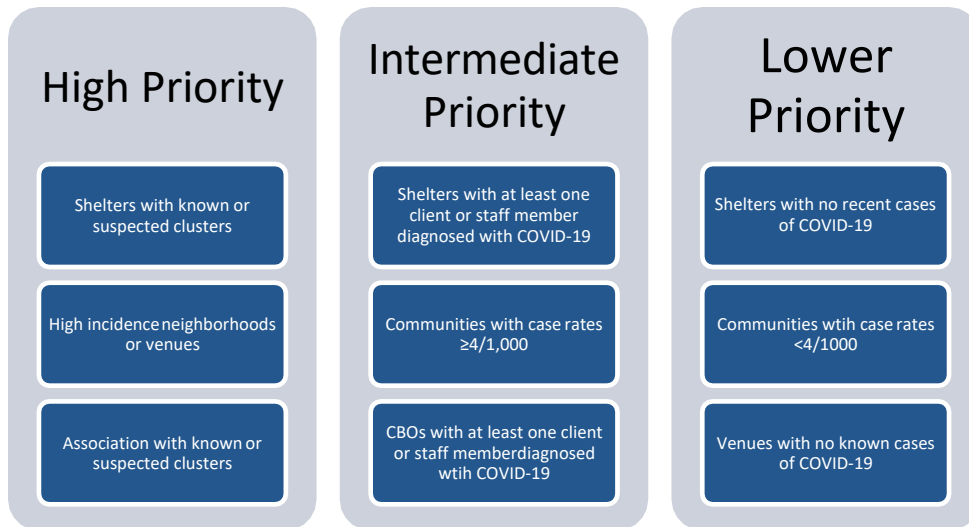 High Priority
Shelters with known or
suspected clusters
High incidence neighborhoods
or venues
Association with known or
suspected clusters
Intermediate
Priority
Shelters with at least one
client or staff member
diagnosed with COVID-19
Communities with case rates
≥4/1,000
CBOs with at least one client
or staff memberdiagnosed
wtih COVID-19
Lower
Priority
Shelters with no recent cases
of COVID-19
Communities wtih case rates
<4/1000
Venues with no known cases
of COVID-19